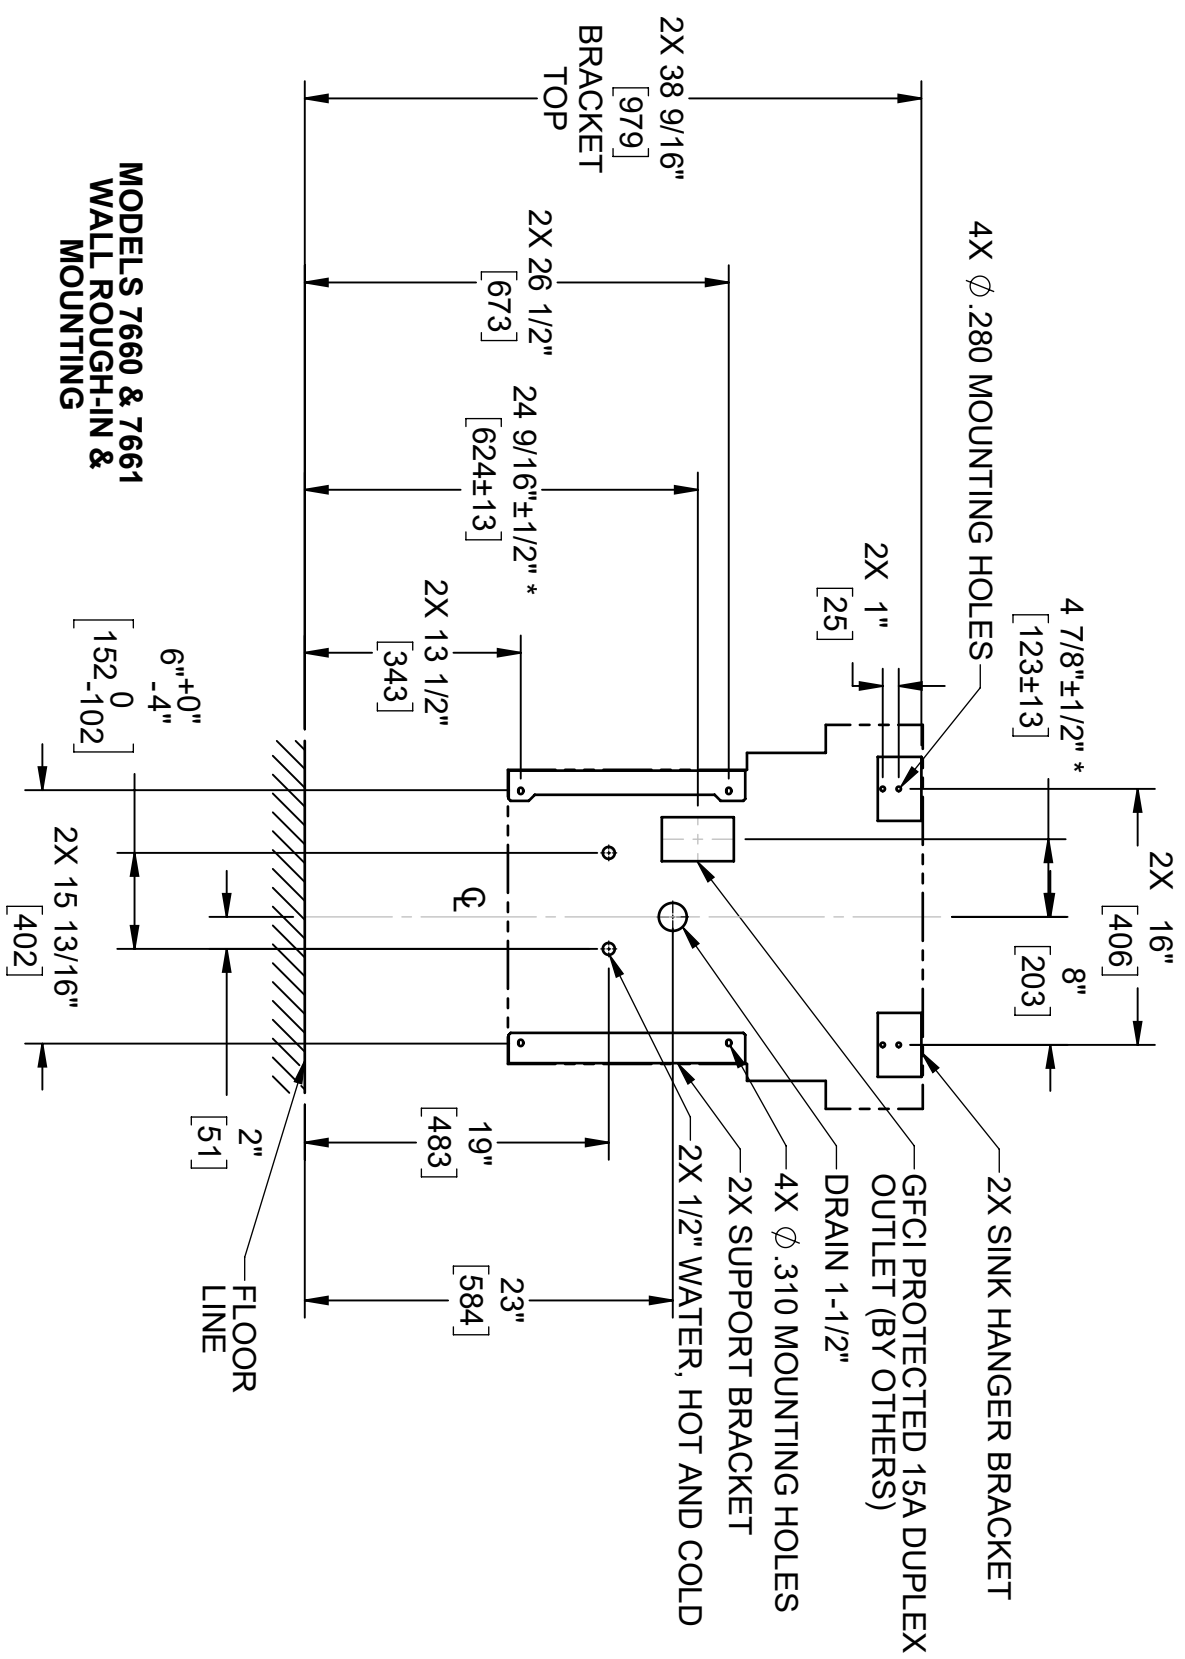 2X 38 9/16"
[979]
BRACKET
TOP
2X 26 1/2"
[673]
24 9/16"±1/2" *
[624±13]
2X 13 1/2"
[343]
4X ∅ .280 MOUNTING HOLES
2X 1"
[25]
4 7/8"±1/2" *
[123±13]
2X 16"
[406]
8"
[203]
2X SINK HANGER BRACKET
GFCI PROTECTED 15A DUPLEX
OUTLET (BY OTHERS)
DRAIN 1-1/2"
4X ∅ .310 MOUNTING HOLES
2X SUPPORT BRACKET
2X 1/2" WATER, HOT AND COLD
23"
[584]
19"
[483]
FLOOR
LINE
2"
[51]
℄
6"+0"
-4"
[152 0
-102]
2X 15 13/16"
[402]
MODELS 7660 & 7661
WALL ROUGH-IN &
MOUNTING